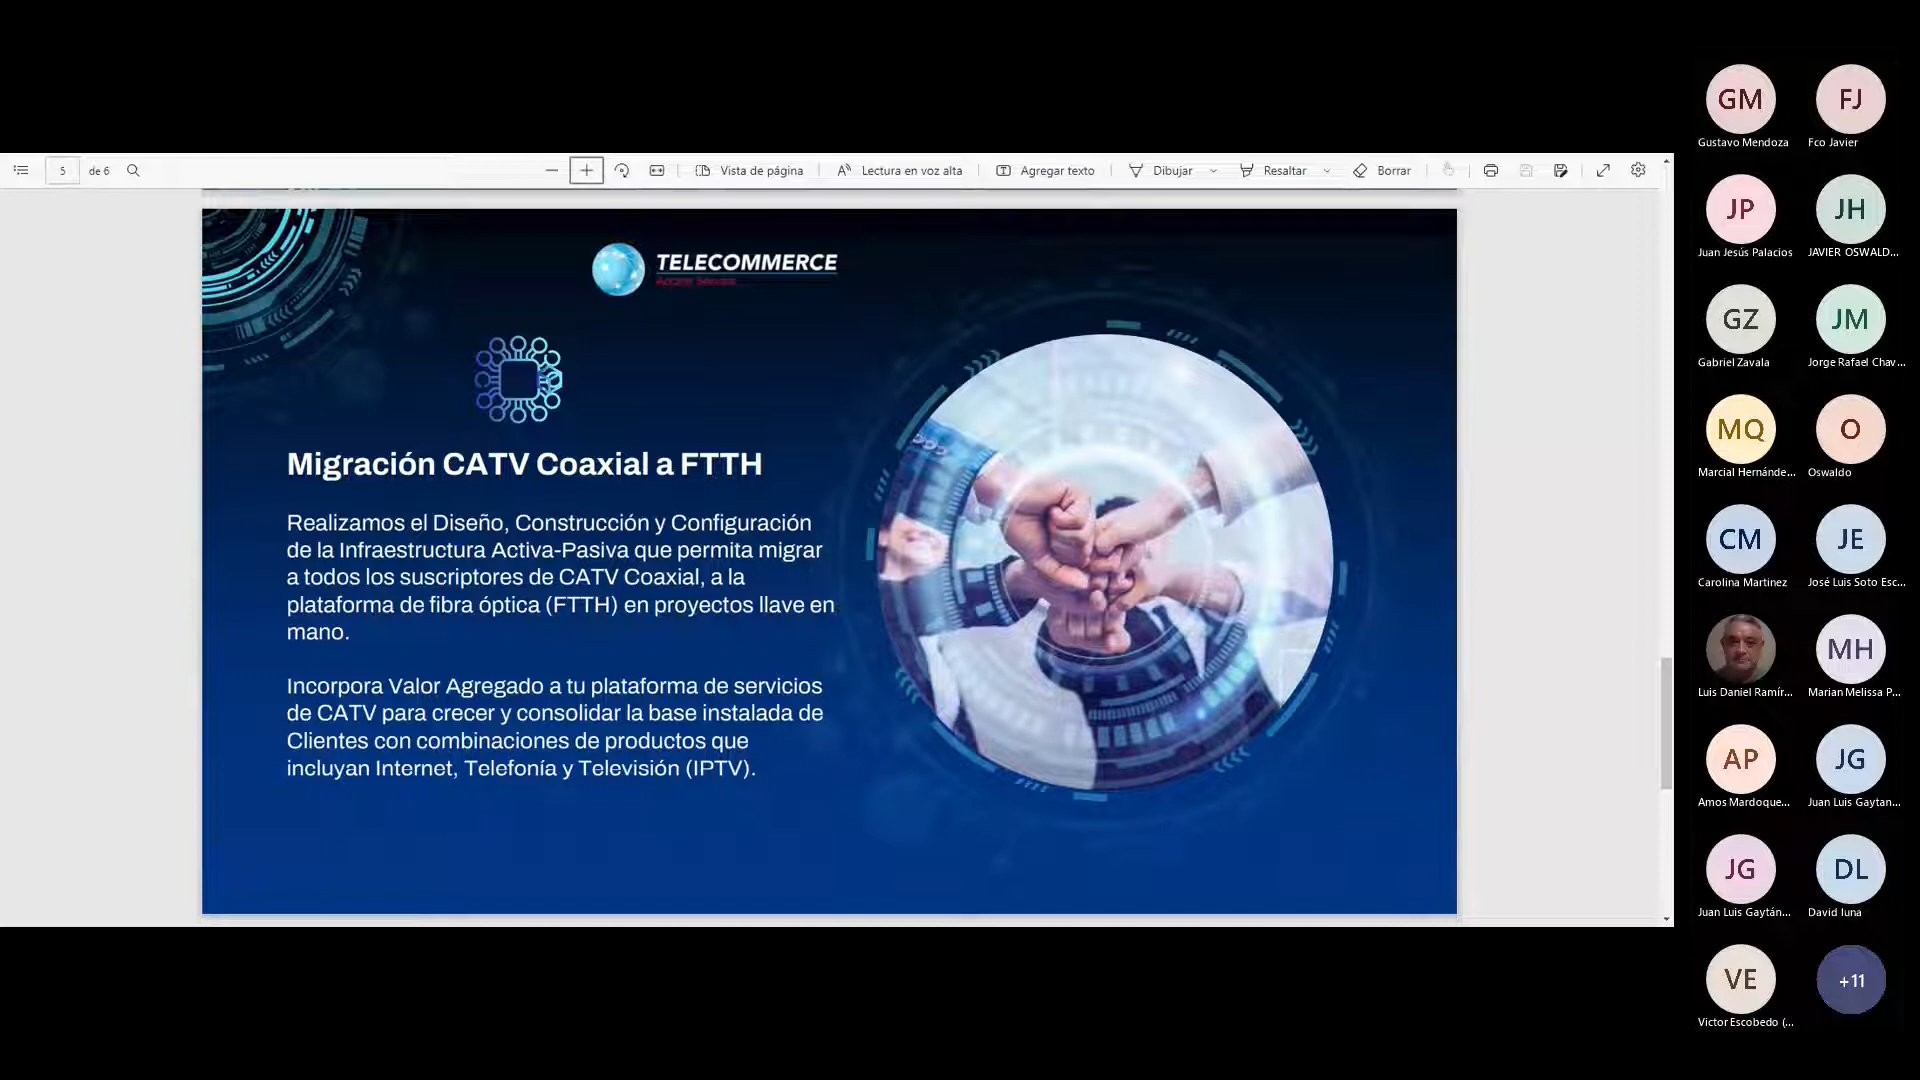 5 de 6
Vista de página
Lectura en voz alta
Agregar texto
Dibujar
Resaltar
Borrar
TELECOMMERCE
Access Services
Migración CATV Coaxial a FTTH
Realizamos el Diseño, Construcción y Configuración
de la Infraestructura Activa-Pasiva que permita migrar
a todos los suscriptores de CATV Coaxial, a la
plataforma de fibra óptica (FTTH) en proyectos llave en
mano.
Incorpora Valor Agregado a tu plataforma de servicios
de CATV para crecer y consolidar la base instalada de
Clientes con combinaciones de productos que
incluyan Internet, Telefonía y Televisión (IPTV).
GM
Gustavo Mendoza
FJ
Fco Javier
JP
Juan Jesús Palacios
JH
JAVIER OSWALD...
GZ
Gabriel Zavala
JM
Jorge Rafael Chav...
MQ
Marcial Hernánde...
O
Oswaldo
CM
Carolina Martinez
JE
José Luis Soto Esc...
Luis Daniel Ramír...
MH
Marian Melissa P...
AP
Amos Mardoque...
JG
Juan Luis Gaytan...
JG
Juan Luis Gaytán...
DL
David luna
VE
Victor Escobedo (...
+11